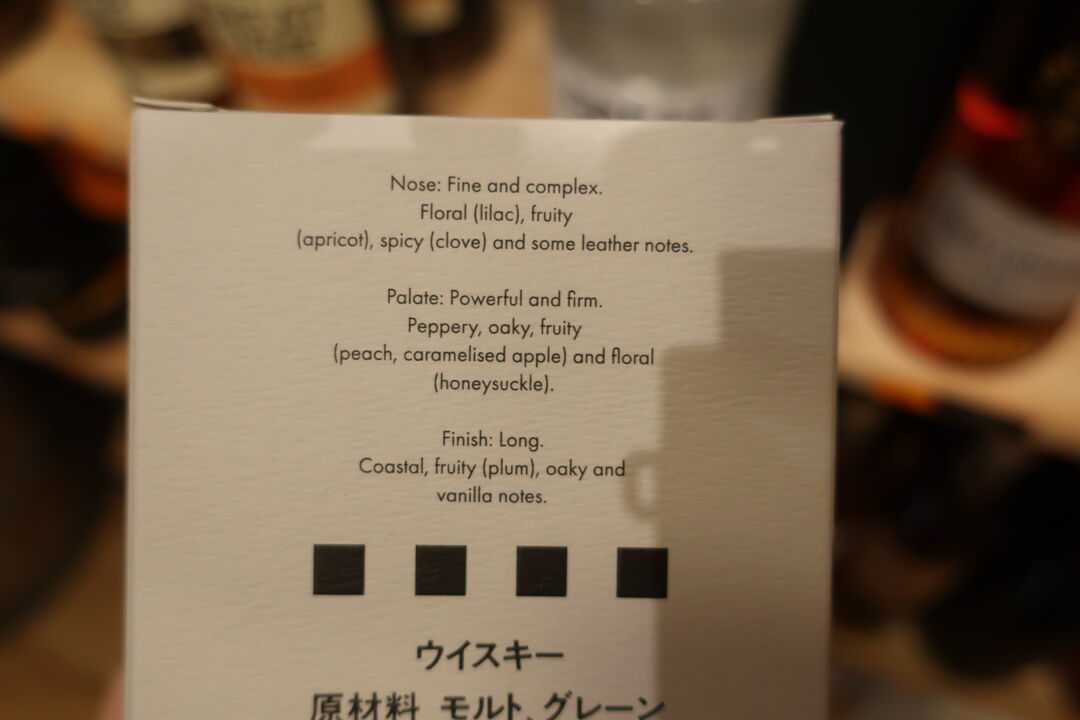 Nose: Fine and complex.
Floral (lilac), fruity
(apricot), spicy (clove) and some leather notes.
Palate: Powerful and firm.
Peppery, oaky, fruity
(peach, caramelised apple) and floral
(honeysuckle).
Finish: Long.
Coastal, fruity (plum), oaky and
vanilla notes.
ウイスキー
原材料 モルト、グレーン